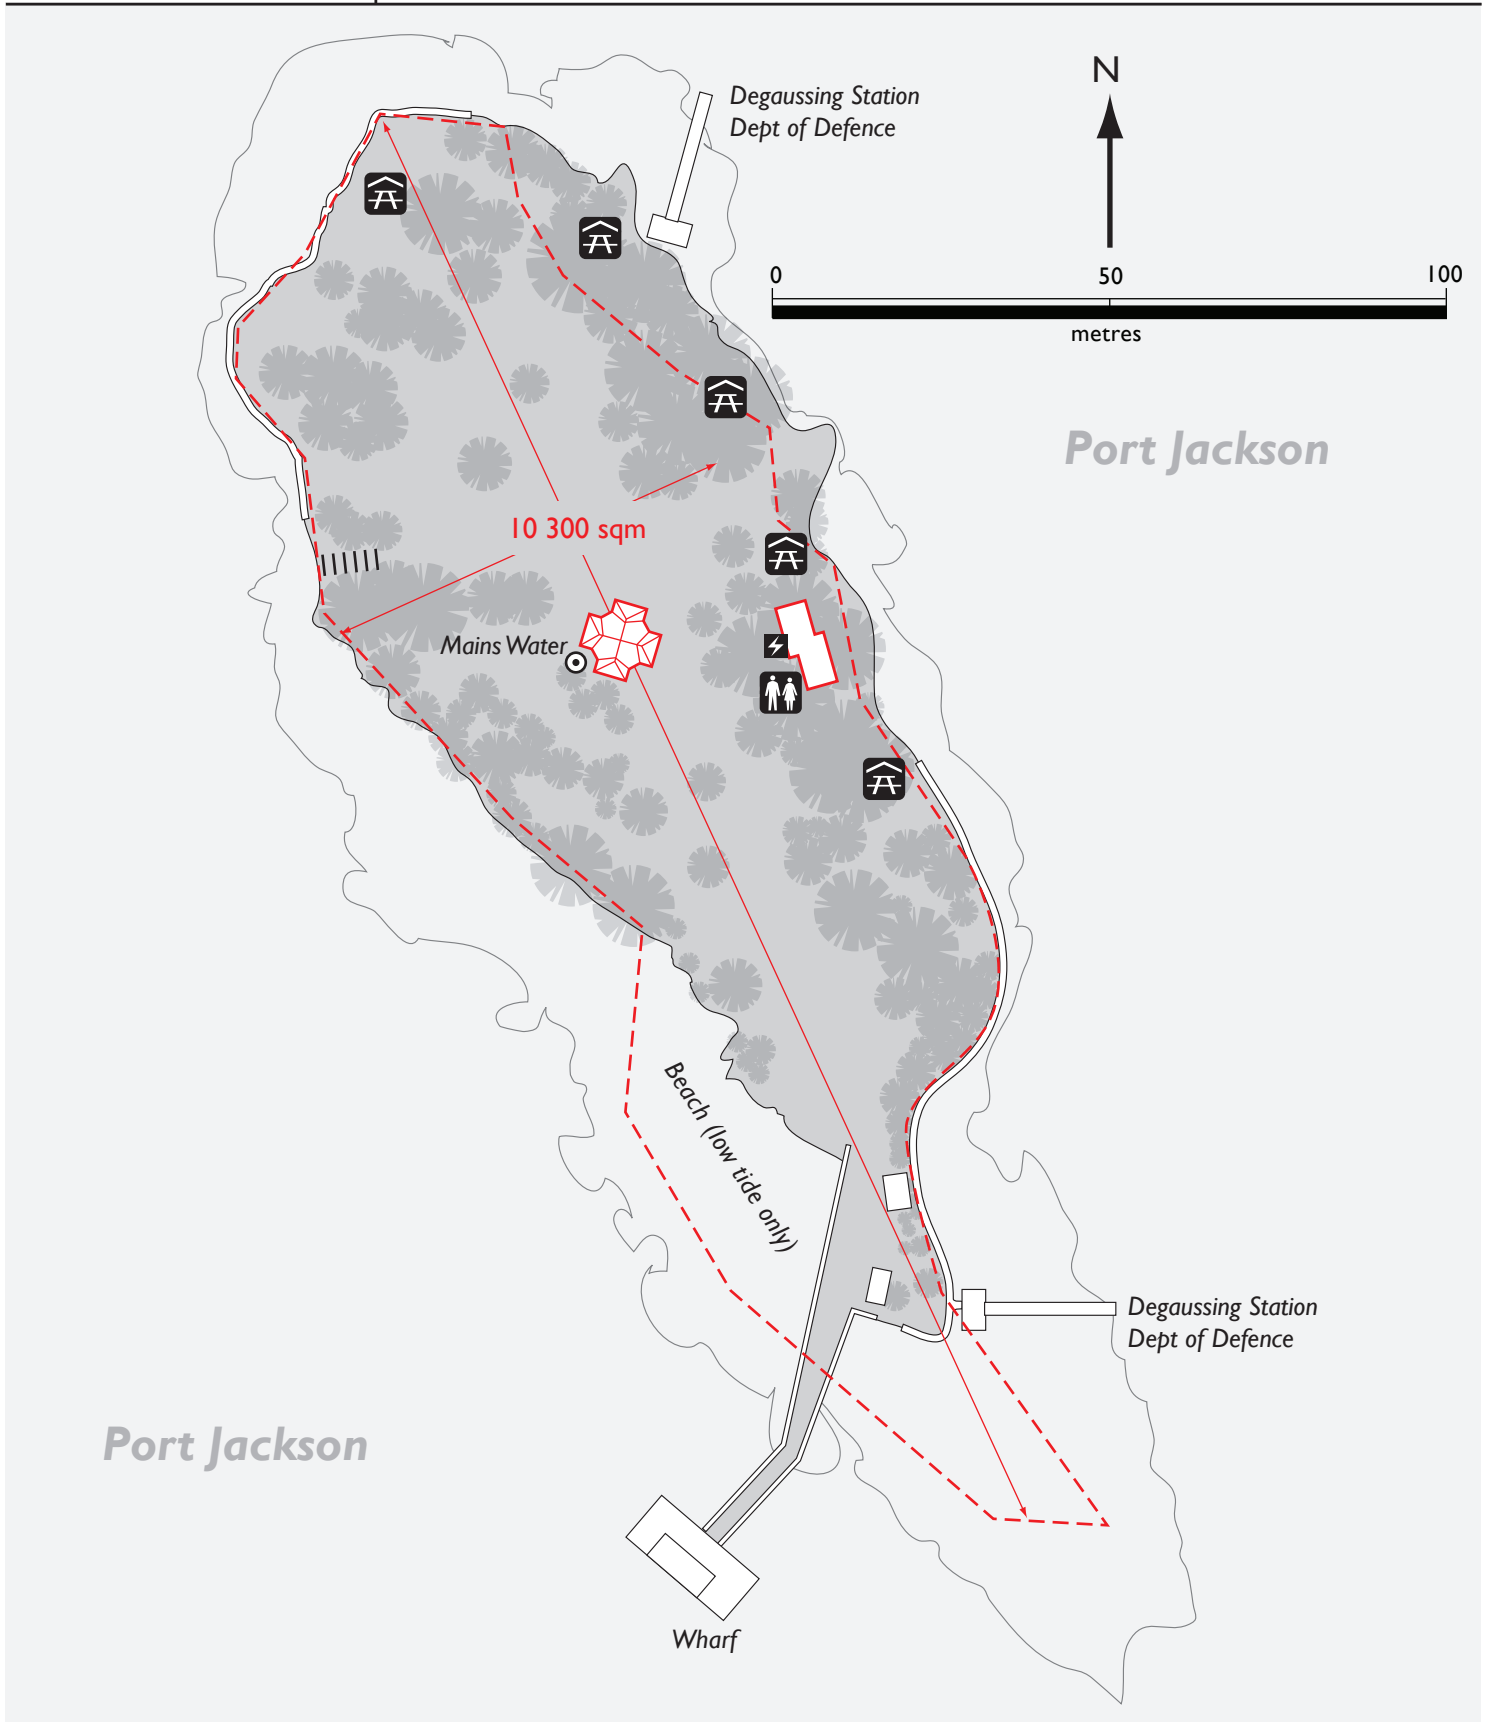 Degaussing Station
Dept of Defence
N
0 50 100
metres
Port Jackson
10 300 sqm
Mains Water
Beach (low tide only)
Degaussing Station
Dept of Defence
Port Jackson
Wharf